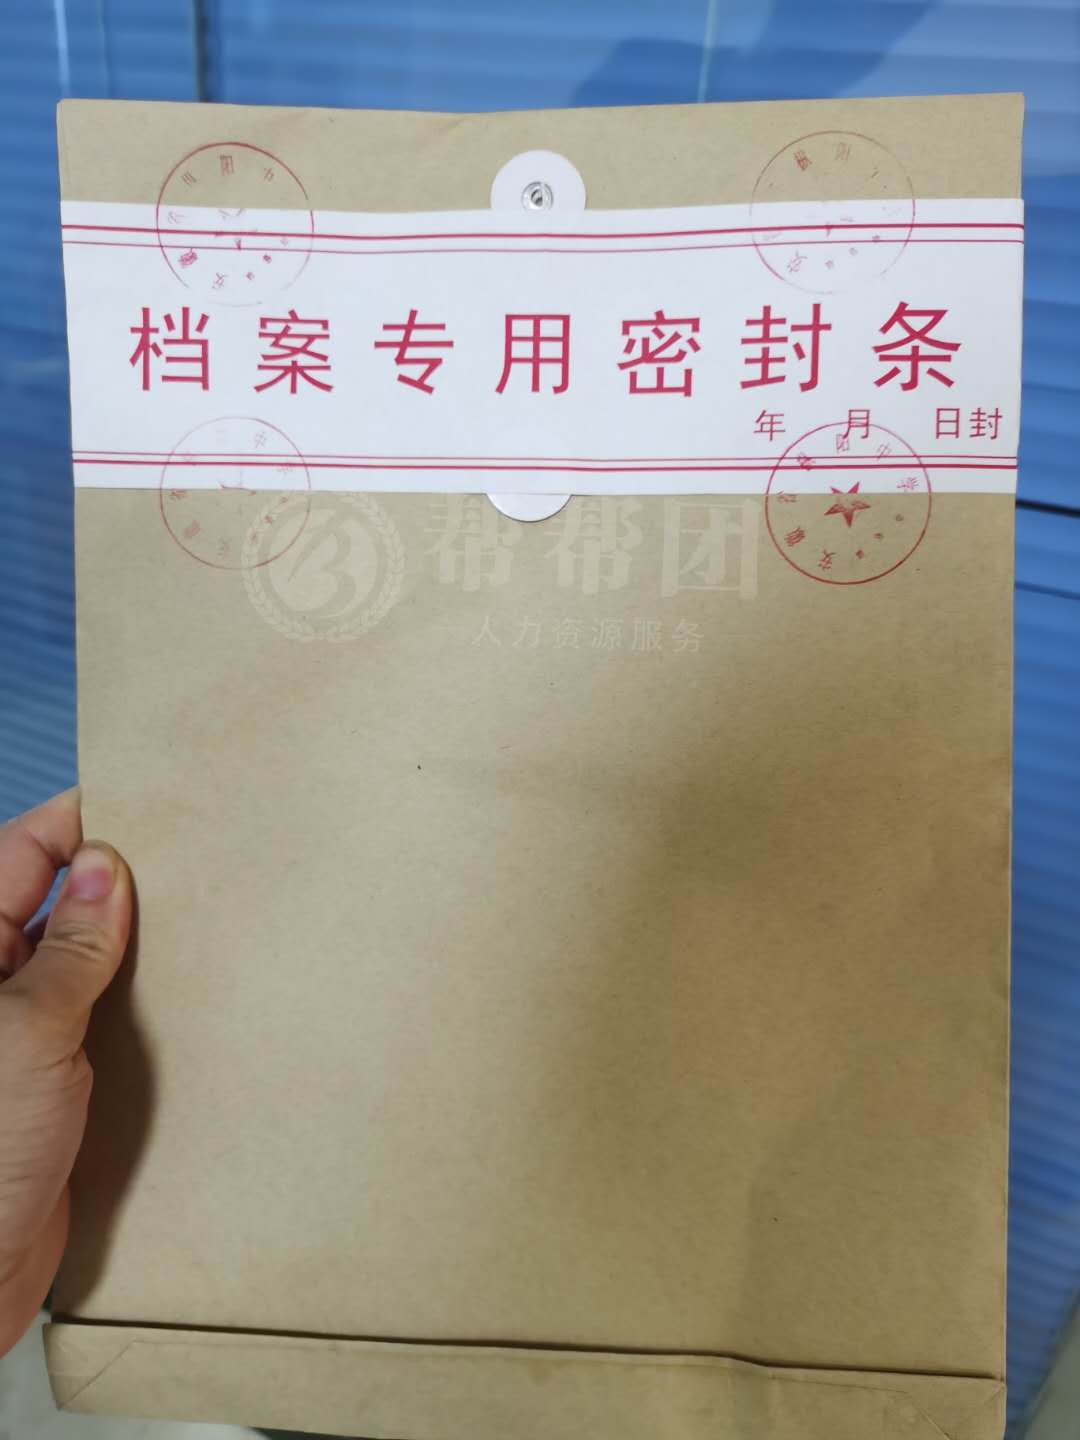 档案专用密封条
年 月 日封
帮帮团
人力资源服务